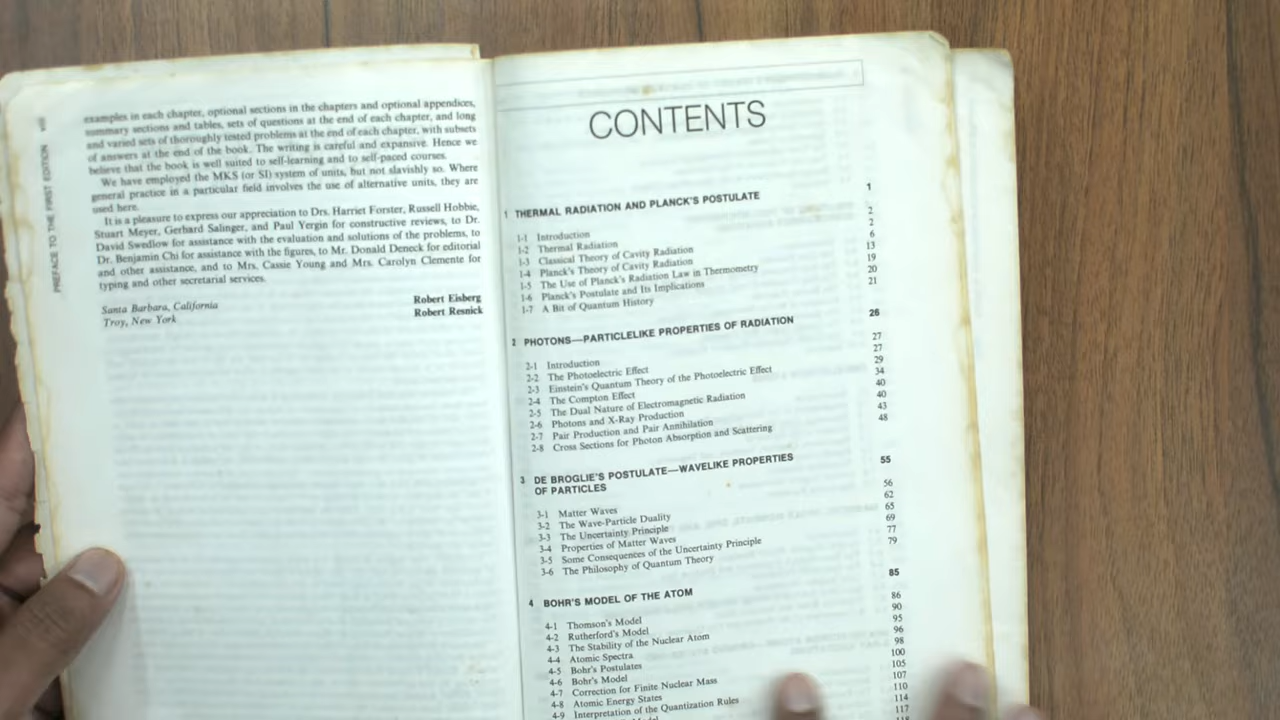 PREFACE TO THE FIRST EDITION viii
examples in each chapter, optional sections in the chapters and optional appendices,
summary sections and tables, sets of questions at the end of each chapter, and long
and varied sets of thoroughly tested problems at the end of each chapter, with subsets
of answers at the end of the book. The writing is careful and expansive. Hence we
believe that the book is well suited to self-learning and to self-paced courses.
We have employed the MKS (or SI) system of units, but not slavishly so. Where
general practice in a particular field involves the use of alternative units, they are
used here.
It is a pleasure to express our appreciation to Drs. Harriet Forster, Russell Hobbie,
Stuart Meyer, Gerhard Salinger, and Paul Yergin for constructive reviews, to Dr.
David Swedlow for assistance with the evaluation and solutions of the problems, to
Dr. Benjamin Chi for assistance with the figures, to Mr. Donald Deneck for editorial
and other assistance, and to Mrs. Cassie Young and Mrs. Carolyn Clemente for
typing and other secretarial services.
Santa Barbara, California Robert Eisberg
Troy, New York Robert Resnick
CONTENTS
1 THERMAL RADIATION AND PLANCK'S POSTULATE 1
1-1 Introduction 2
1-2 Thermal Radiation 2
1-3 Classical Theory of Cavity Radiation 6
1-4 Planck's Theory of Cavity Radiation 13
1-5 The Use of Planck's Radiation Law in Thermometry 19
1-6 Planck's Postulate and Its Implications 20
1-7 A Bit of Quantum History 21
2 PHOTONS—PARTICLELIKE PROPERTIES OF RADIATION 26
2-1 Introduction 27
2-2 The Photoelectric Effect 27
2-3 Einstein's Quantum Theory of the Photoelectric Effect 29
2-4 The Compton Effect 34
2-5 The Dual Nature of Electromagnetic Radiation 40
2-6 Photons and X-Ray Production 40
2-7 Pair Production and Pair Annihilation 43
2-8 Cross Sections for Photon Absorption and Scattering 48
3 DE BROGLIE'S POSTULATE—WAVELIKE PROPERTIES 55
OF PARTICLES
3-1 Matter Waves 56
3-2 The Wave-Particle Duality 62
3-3 The Uncertainty Principle 65
3-4 Properties of Matter Waves 69
3-5 Some Consequences of the Uncertainty Principle 77
3-6 The Philosophy of Quantum Theory 79
4 BOHR'S MODEL OF THE ATOM 85
4-1 Thomson's Model 86
4-2 Rutherford's Model 90
4-3 The Stability of the Nuclear Atom 95
4-4 Atomic Spectra 96
4-5 Bohr's Postulates 98
4-6 Bohr's Model 100
4-7 Correction for Finite Nuclear Mass 105
4-8 Atomic Energy States 107
4-9 Interpretation of the Quantization Rules 110
114
117